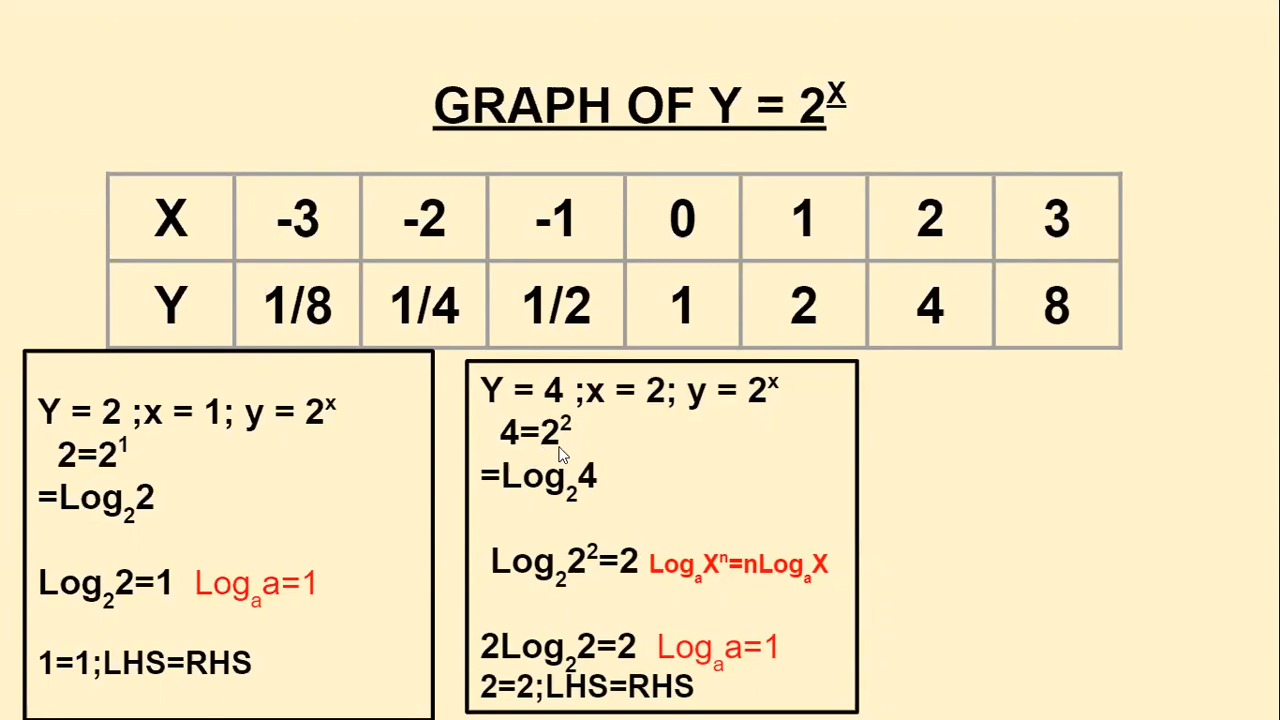 GRAPH OF Y = 2ˣ
X -3 -2 -1 0 1 2 3
Y 1/8 1/4 1/2 1 2 4 8
Y = 2 ;x = 1; y = 2ˣ
2=2¹
=Log₂2
Log₂2=1 Logₐa=1
1=1;LHS=RHS
Y = 4 ;x = 2; y = 2ˣ
4=2²
=Log₂4
Log₂2²=2 LogₐXⁿ=nLogₐX
2Log₂2=2 Logₐa=1
2=2;LHS=RHS